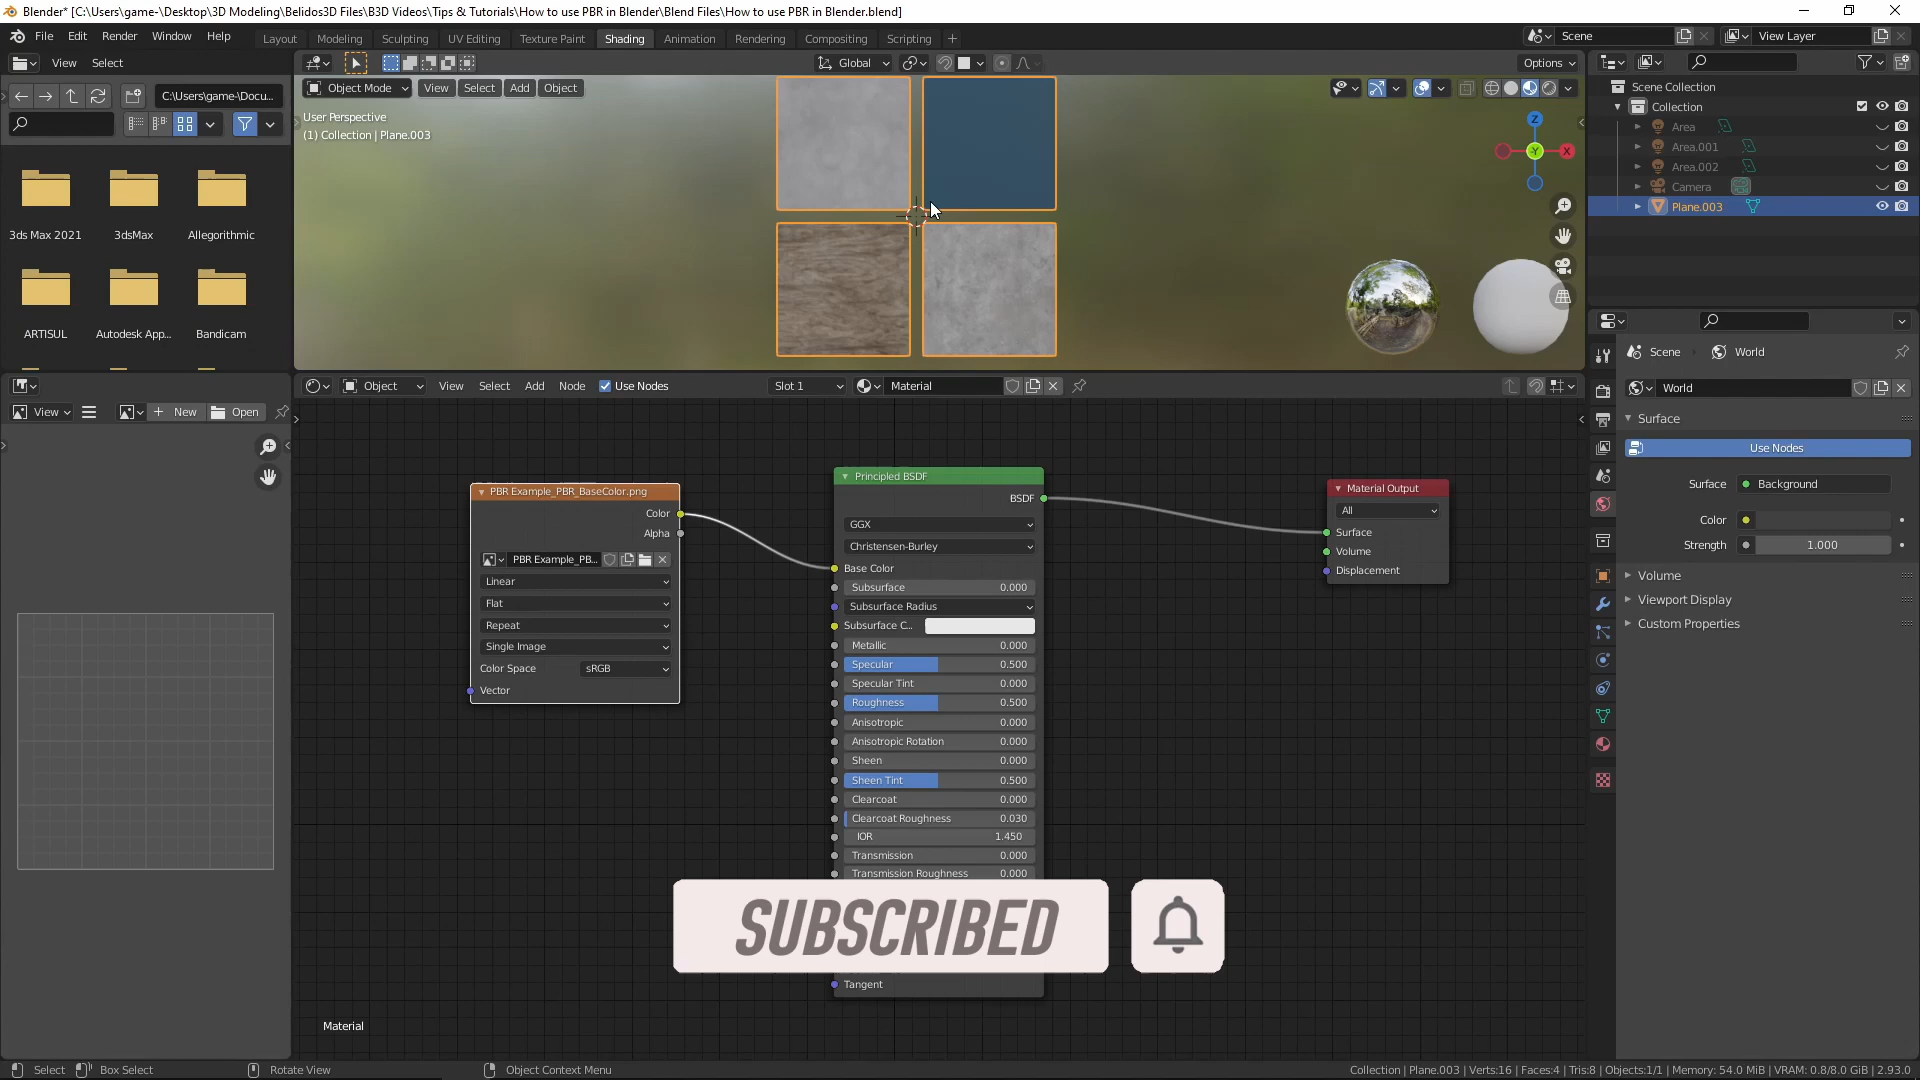 Blender* [C:\Users\game-\Desktop\3D Modeling\Belidos3D Files\B3D Videos\Tips & Tutorials\How to use PBR in Blender\Blend Files\How to use PBR in Blender.blend]
File Edit Render Window Help Layout Modeling Sculpting UV Editing Texture Paint Shading Animation Rendering Compositing Scripting + Scene View Layer
View Select Global Options
C:\Users\game-\Docu...
Object Mode View Select Add Object
User Perspective
(1) Collection | Plane.003
3ds Max 2021 3dsMax Allegorithmic
ARTISUL Autodesk App... Bandicam
Z
Y
X
Scene Collection
Collection
Area
Area.001
Area.002
Camera
Plane.003
Scene World
World
Surface
Use Nodes
Surface Background
Color
Strength 1.000
Volume
Viewport Display
Custom Properties
View New Open
Object View Select Add Node Use Nodes Slot 1 Material
PBR Example_PBR_BaseColor.png
Color
Alpha
PBR Example_PB...
Linear
Flat
Repeat
Single Image
Color Space sRGB
Vector
Principled BSDF
BSDF
GGX
Christensen-Burley
Base Color
Subsurface 0.000
Subsurface Radius
Subsurface C...
Metallic 0.000
Specular 0.500
Specular Tint 0.000
Roughness 0.500
Anisotropic 0.000
Anisotropic Rotation 0.000
Sheen 0.000
Sheen Tint 0.500
Clearcoat 0.000
Clearcoat Roughness 0.030
IOR 1.450
Transmission 0.000
Transmission Roughness 0.000
Tangent
Material Output
All
Surface
Volume
Displacement
SUBSCRIBED
Material
Select Box Select Rotate View Object Context Menu Collection | Plane.003 | Verts:16 | Faces:4 | Tris:8 | Objects:1/1 | Memory: 54.0 MiB | VRAM: 0.8/8.0 GiB | 2.93.0